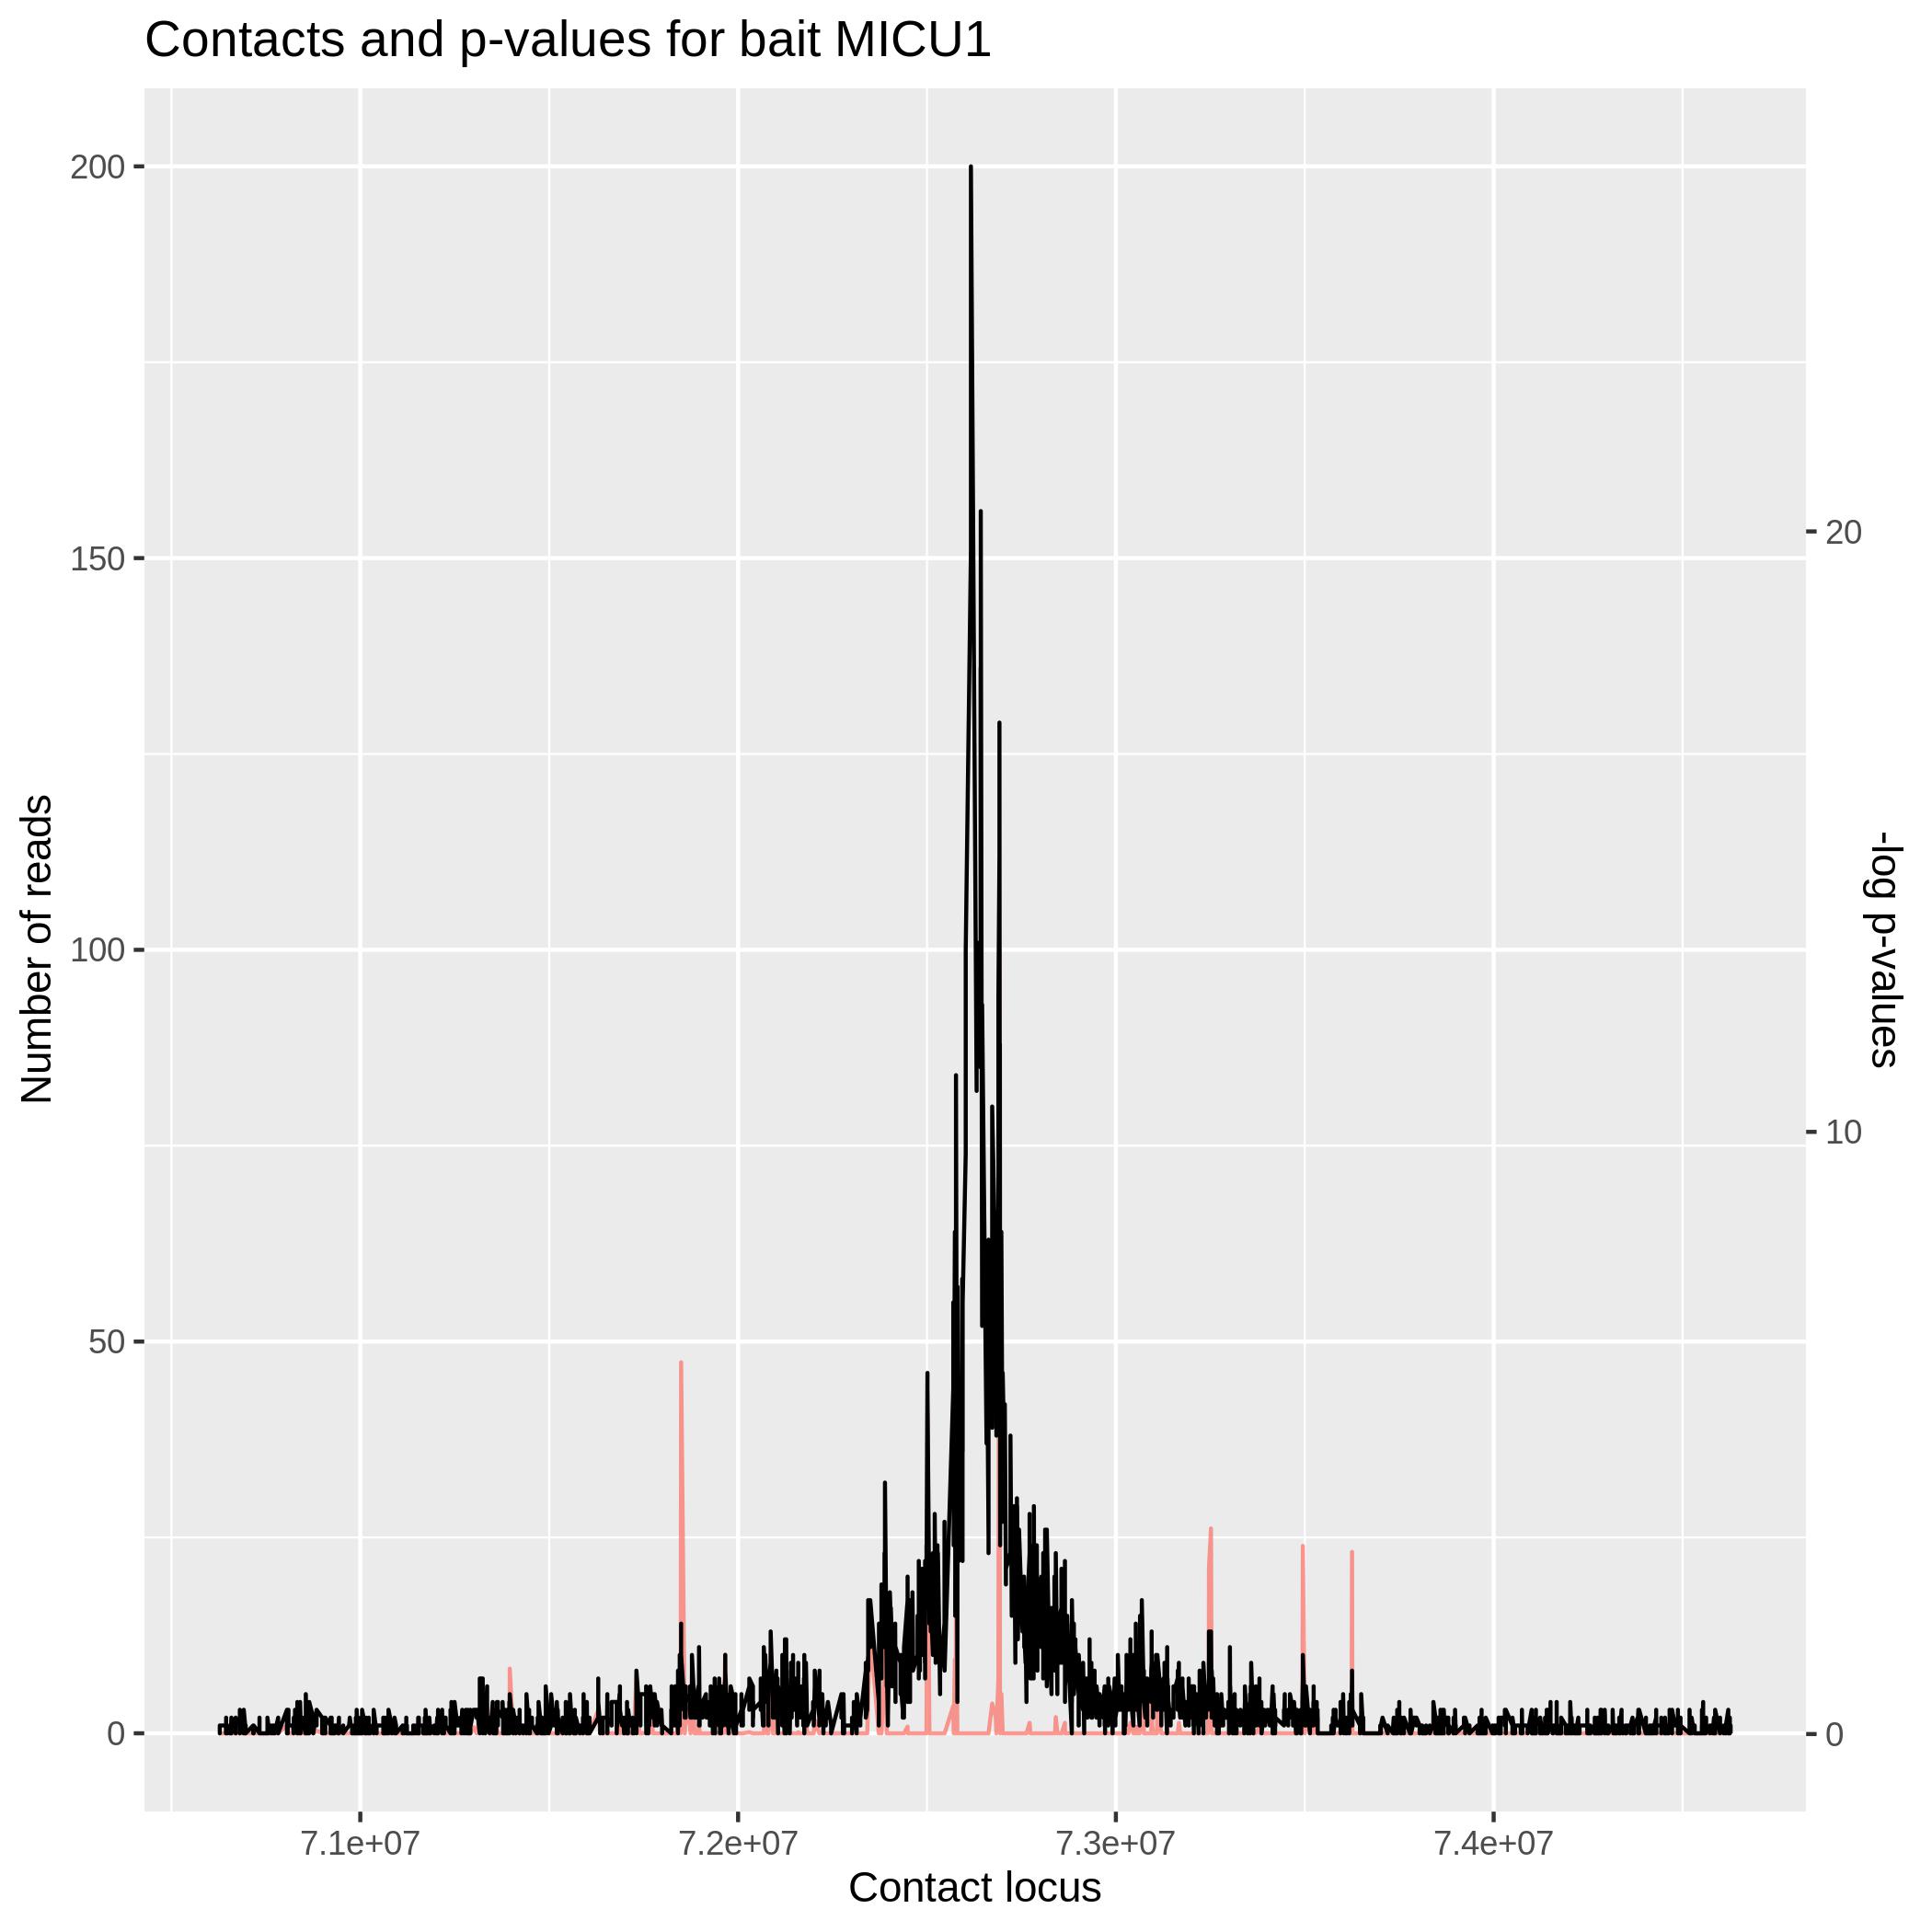 Contacts and p-values for bait MICU1
200
150
100
50
0
Number of reads
20
10
0
-log p-values
7.1e+07 7.2e+07 7.3e+07 7.4e+07
Contact locus